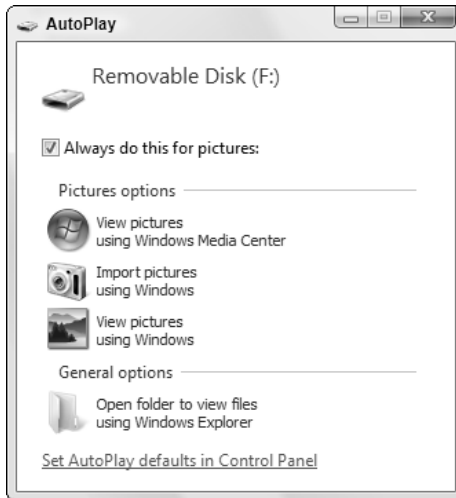 AutoPlay
Removable Disk (F:)
Always do this for pictures:
Pictures options
View pictures
using Windows Media Center
Import pictures
using Windows
View pictures
using Windows
General options
Open folder to view files
using Windows Explorer
Set AutoPlay defaults in Control Panel